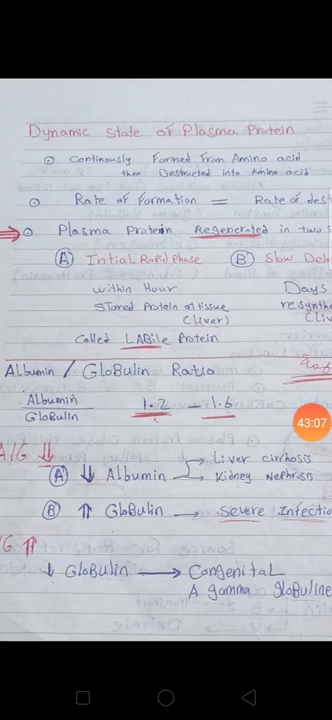 Dynamic State of Plasma Protein
⊙ Continously Formed From Amino acid
then Destructed into Amino acid
⊙ Rate of Formation = Rate of des
⇒ ⊙ Plasma Protein Regenerated in two
(A) Intial Rapid Phase (B) Slow Del
within Hour Days
Stored Protein at tissue resynthe
(Liver) (Liv
Called LABile Protein
Albumin / GloBulin Ratio
Albumin
GloBulin
1.2 – 1.6
43:07
A/G ↓
(A) ↓ Albumin → Liver cirrhosis
→ Kidney Nephrosis
(B) ↑ GloBulin → Severe Infectio
/G ↑
↓ GloBulin → Congenital
A gamma globuline